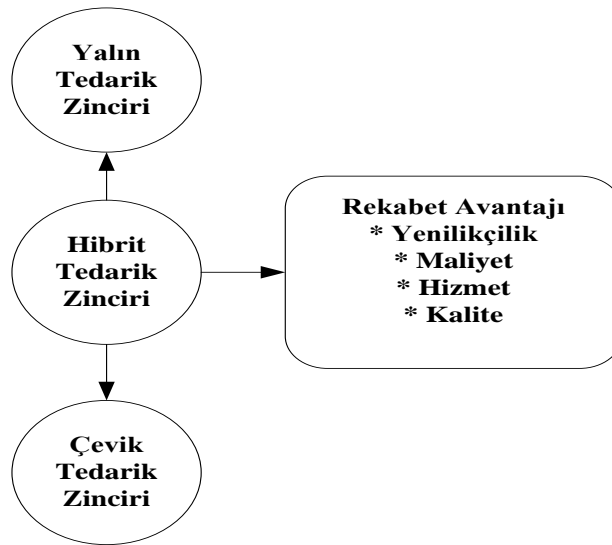 Yalın
Tedarik
Zinciri
Hibrit
Tedarik
Zinciri
Rekabet Avantajı
* Yenilikçilik
* Maliyet
* Hizmet
* Kalite
Çevik
Tedarik
Zinciri